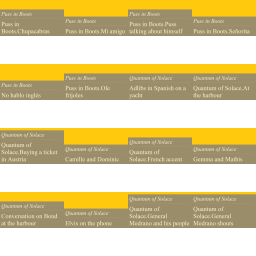 Puss in Boots
Puss in
Boots.Chupacabras
Puss in Boots
Puss in Boots.Mi amigo
Puss in Boots
Puss in Boots.Puss
talking about himself
Puss in Boots
Puss in Boots.Señorita
Puss in Boots
No hablo inglés
Puss in Boots
Puss in Boots.Olé
frijoles
Quantum of Solace
Adlibs in Spanish on a
yacht
Quantum of Solace
Quantum of Solace.At
the harbour
Quantum of Solace
Quantum of
Solace.Buying a ticket
in Austria
Quantum of Solace
Camille and Dominic
Quantum of Solace
Quantum of
Solace.French accent
Quantum of Solace
Gemma and Mathis
Quantum of Solace
Conversation on Bond
at the harbour
Quantum of Solace
Elvis on the phone
Quantum of Solace
Quantum of
Solace.General
Medrano and his people
Quantum of Solace
Quantum of
Solace.General
Medrano shouts